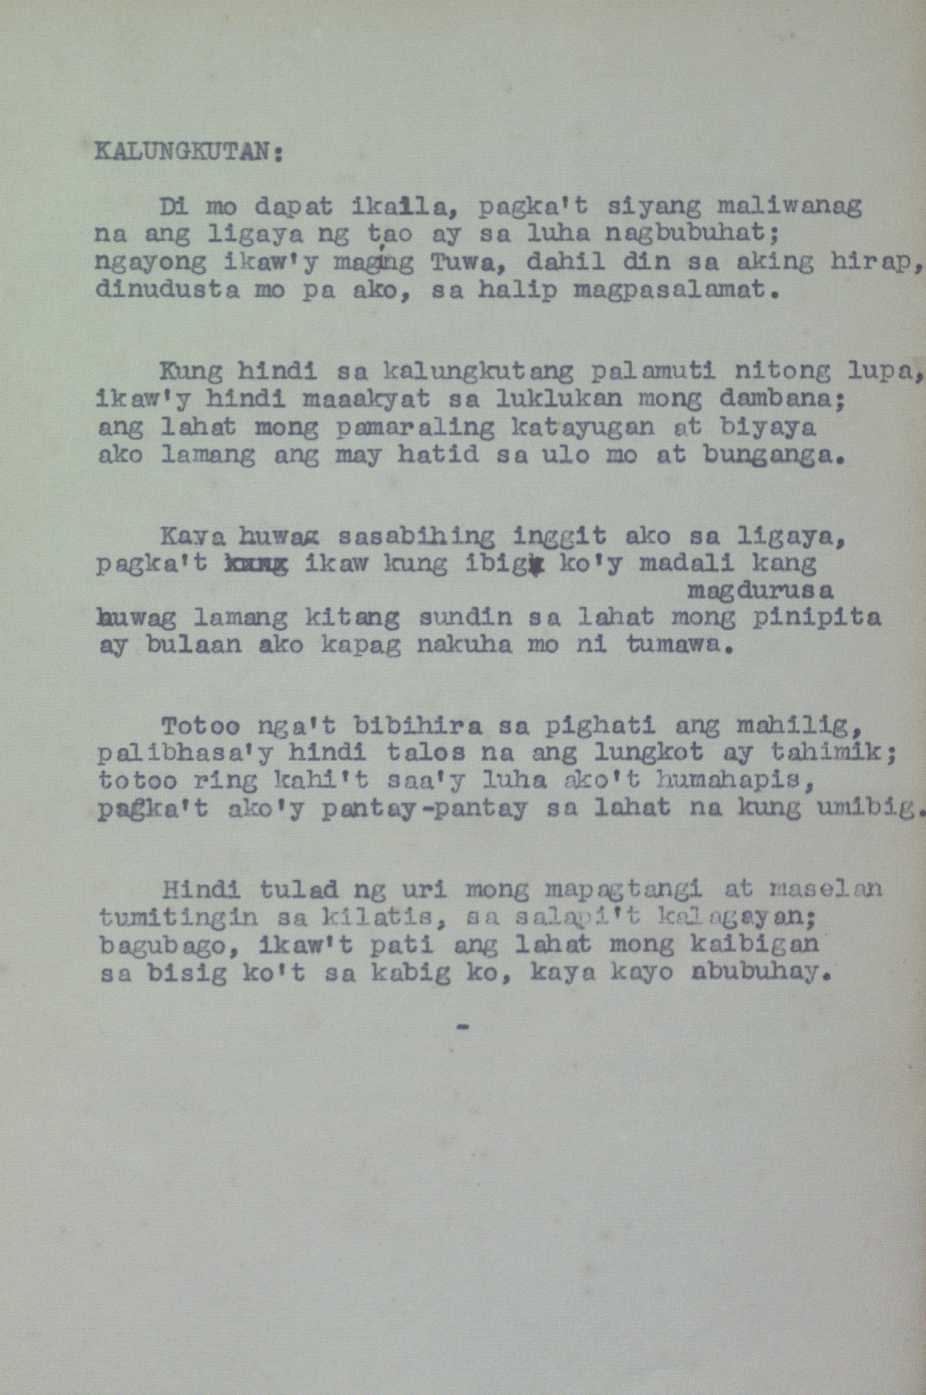 KALUNGKUTAN:
Di mo dapat ikaila, pagka't siyang maliwanag
na ang ligaya ng tao ay sa luha nagbubuhat;
ngayong ikaw'y maging Tuwa, dahil din sa aking hirap,
dinudusta mo pa ako, sa halip magpasalamat.
Kung hindi sa kalungkutang palamuti nitong lupa,
ikaw'y hindi maaakyat sa luklukan mong dambana;
ang lahat mong pamaraling katayugan at biyaya
ako lamang ang may hatid sa ulo mo at bunganga.
Kaya huwag sasabihing inggit ako sa ligaya,
pagka't ikaw kung ibig ko'y madali kang
magdurusa
huwag lamang kitang sundin sa lahat mong pinipita
ay bulaan ako kapag nakuha mo ni tumawa.
Totoo nga't bibihira sa pighati ang mahilig,
palibhasa'y hindi talos na ang lungkot ay tahimik;
totoo ring kahi't saa'y luha ako't humahapis,
pagka't ako'y pantay-pantay sa lahat na kung umibig.
Hindi tulad ng uri mong mapagtangi at maselan
tumitingin sa kilatis, sa salapi't kalagayan;
bagubago, ikaw't pati ang lahat mong kaibigan
sa bisig ko't sa kabig ko, kaya kayo nbubuhay.
-